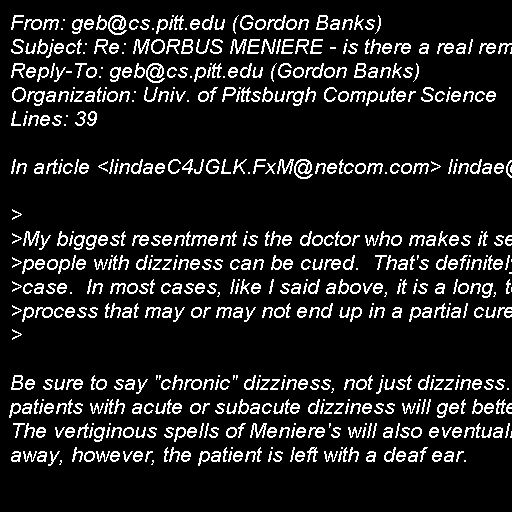 From: geb@cs.pitt.edu (Gordon Banks)
Subject: Re: MORBUS MENIERE - is there a real rem
Reply-To: geb@cs.pitt.edu (Gordon Banks)
Organization: Univ. of Pittsburgh Computer Science
Lines: 39

In article <lindaeC4JGLK.FxM@netcom.com> lindae@

>
>My biggest resentment is the doctor who makes it se
>people with dizziness can be cured.  That's definitely
>case.  In most cases, like I said above, it is a long, t
>process that may or may not end up in a partial cure
>

Be sure to say "chronic" dizziness, not just dizziness.
patients with acute or subacute dizziness will get bette
The vertiginous spells of Meniere's will also eventuall
away, however, the patient is left with a deaf ear.